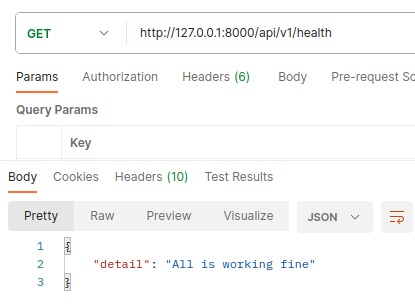 GET http://127.0.0.1:8000/api/v1/health
Params Authorization Headers (6) Body Pre-request Sc
Query Params
Key
Body Cookies Headers (10) Test Results
Pretty Raw Preview Visualize JSON
1 {
2 "detail": "All is working fine"
3 }